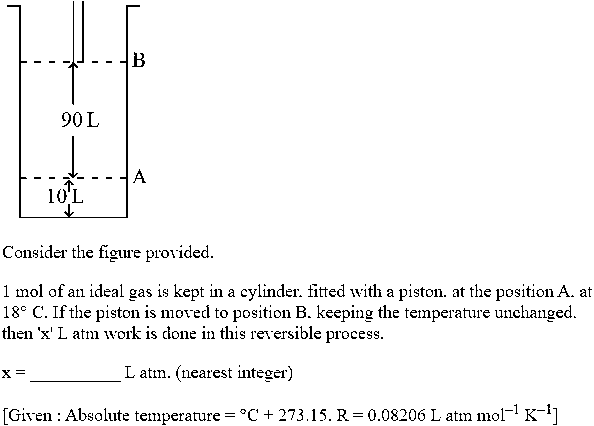 B
90 L
A
10 L
Consider the figure provided.
1 mol of an ideal gas is kept in a cylinder. fitted with a piston. at the position A. at
18° C. If the piston is moved to position B. keeping the temperature unchanged.
then 'x' L atm work is done in this reversible process.
x = __________ L atm. (nearest integer)
[Given : Absolute temperature = °C + 273.15. R = 0.08206 L atm mol⁻¹ K⁻¹]